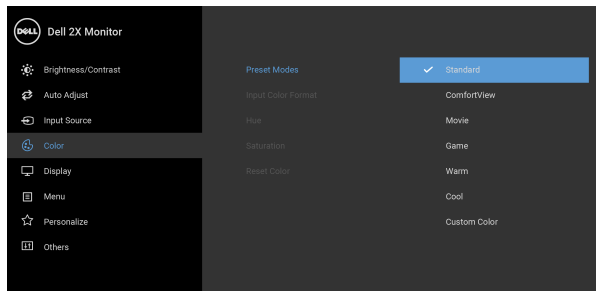 DELL Dell 2X Monitor
Brightness/Contrast
Auto Adjust
Input Source
Color
Display
Menu
Personalize
Others
Preset Modes
Input Color Format
Hue
Saturation
Reset Color
Standard
ComfortView
Movie
Game
Warm
Cool
Custom Color